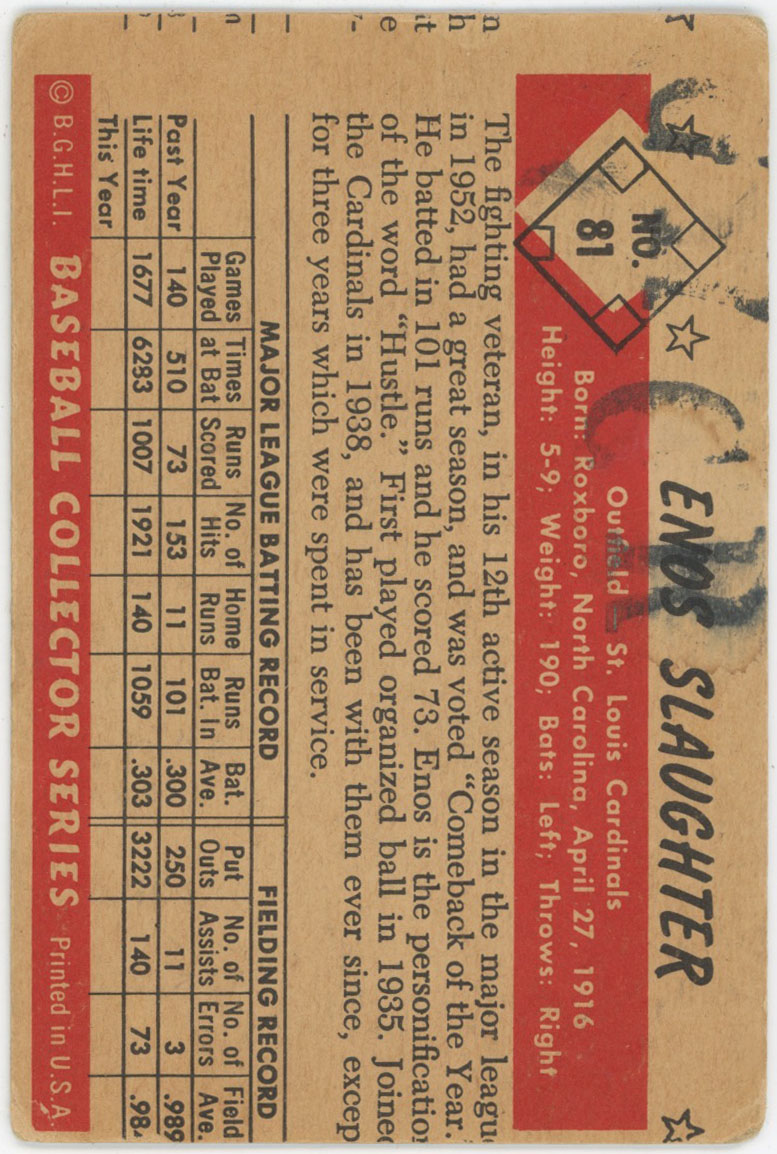 ENOS SLAUGHTER
No.
81
Outfield—St. Louis Cardinals
Born: Roxboro, North Carolina, April 27, 1916
Height: 5-9; Weight: 190; Bats: Left; Throws: Right
The fighting veteran, in his 12th active season in the major leagu
in 1952, had a great season, and was voted "Comeback of the Year.
He batted in 101 runs and he scored 73. Enos is the personificatio
of the word "Hustle." First played organized ball in 1935. Joine
the Cardinals in 1938, and has been with them ever since, excep
for three years which were spent in service.
MAJOR LEAGUE BATTING RECORD FIELDING RECORD
Games Played Times at Bat Runs Scored No. of Hits Home Runs Runs Bat. In Bat. Ave. Put Outs No. of Assists No. of Errors Field Ave.
Past Year 140 510 73 153 11 101 .300 250 11 3 .989
Life time 1677 6283 1007 1921 140 1059 .303 3222 140 73 .98
This Year
© B.G.H.L.I. BASEBALL COLLECTOR SERIES Printed in U.S.A.